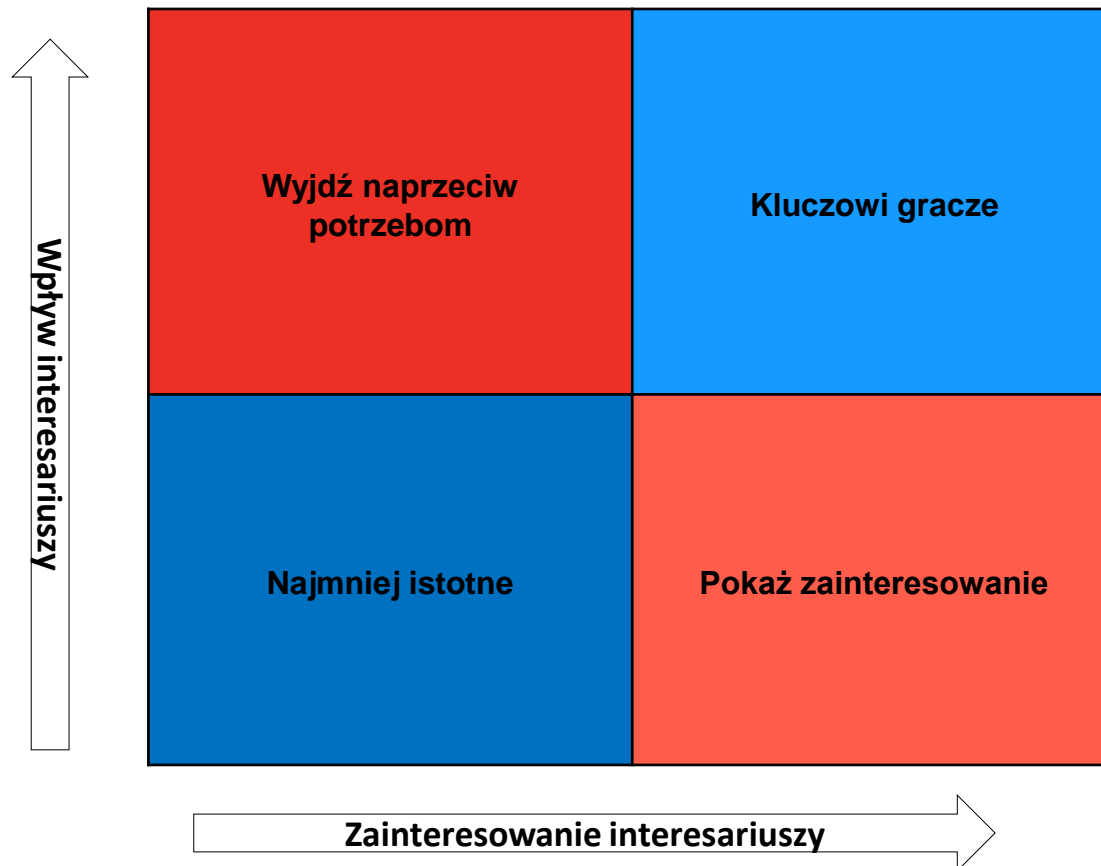 Wyjdź naprzeciw
potrzebom
Kluczowi gracze
Wpływ interesariuszy
Najmniej istotne
Pokaż zainteresowanie
Zainteresowanie interesariuszy